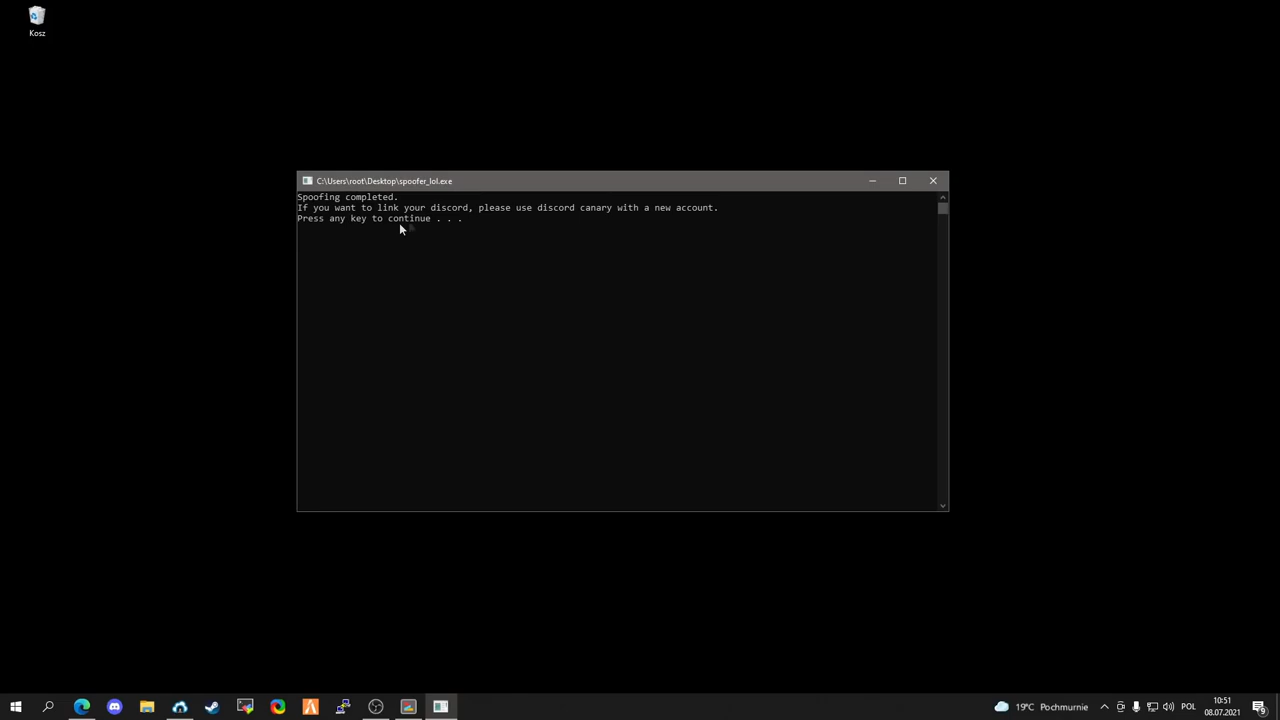 Kosz
C:\Users\root\Desktop\spoofer_lol.exe
Spoofing completed.
If you want to link your discord, please use discord canary with a new account.
Press any key to continue . . .
19°C Pochmurnie
POL
10:51
08.07.2021